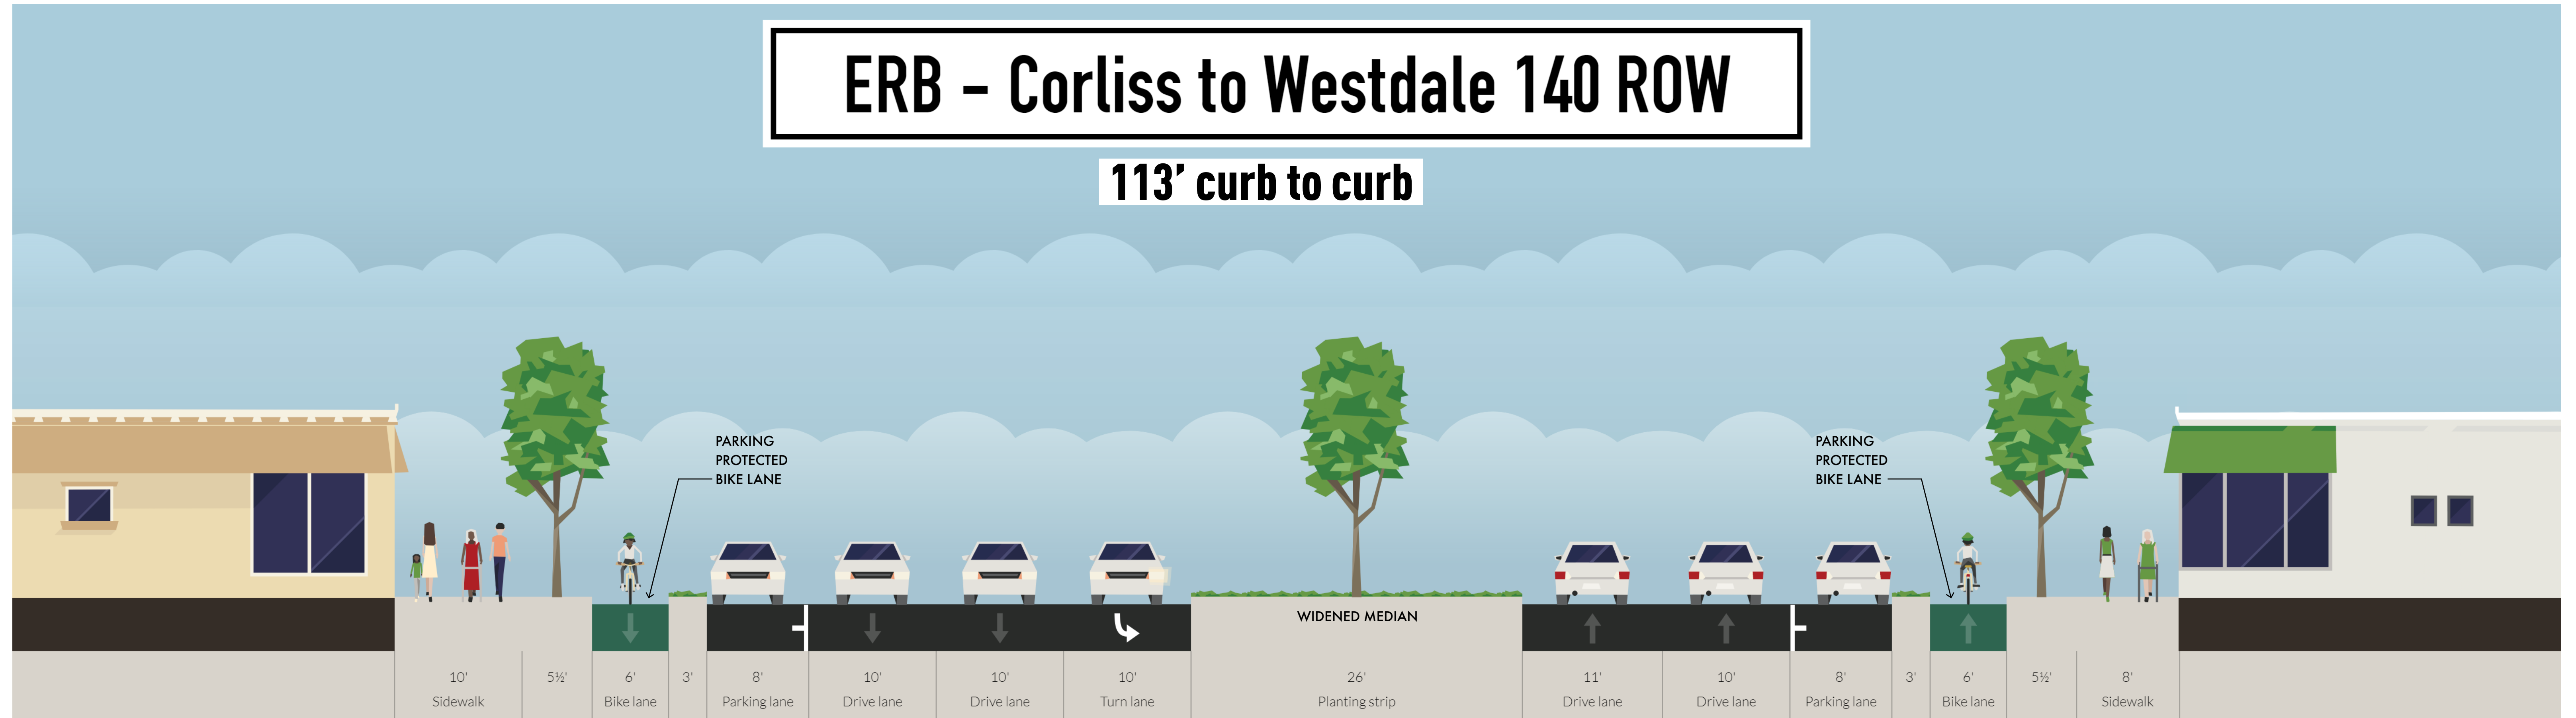 ERB – Corliss to Westdale 140 ROW
113’ curb to curb
PARKING
PROTECTED
BIKE LANE
PARKING
PROTECTED
BIKE LANE
WIDENED MEDIAN
10' 5½' 6' 3' 8' 10' 10' 10' 26' 11' 10' 8' 3' 6' 5½' 8'
Sidewalk Bike lane Parking lane Drive lane Drive lane Turn lane Planting strip Drive lane Drive lane Parking lane Bike lane Sidewalk